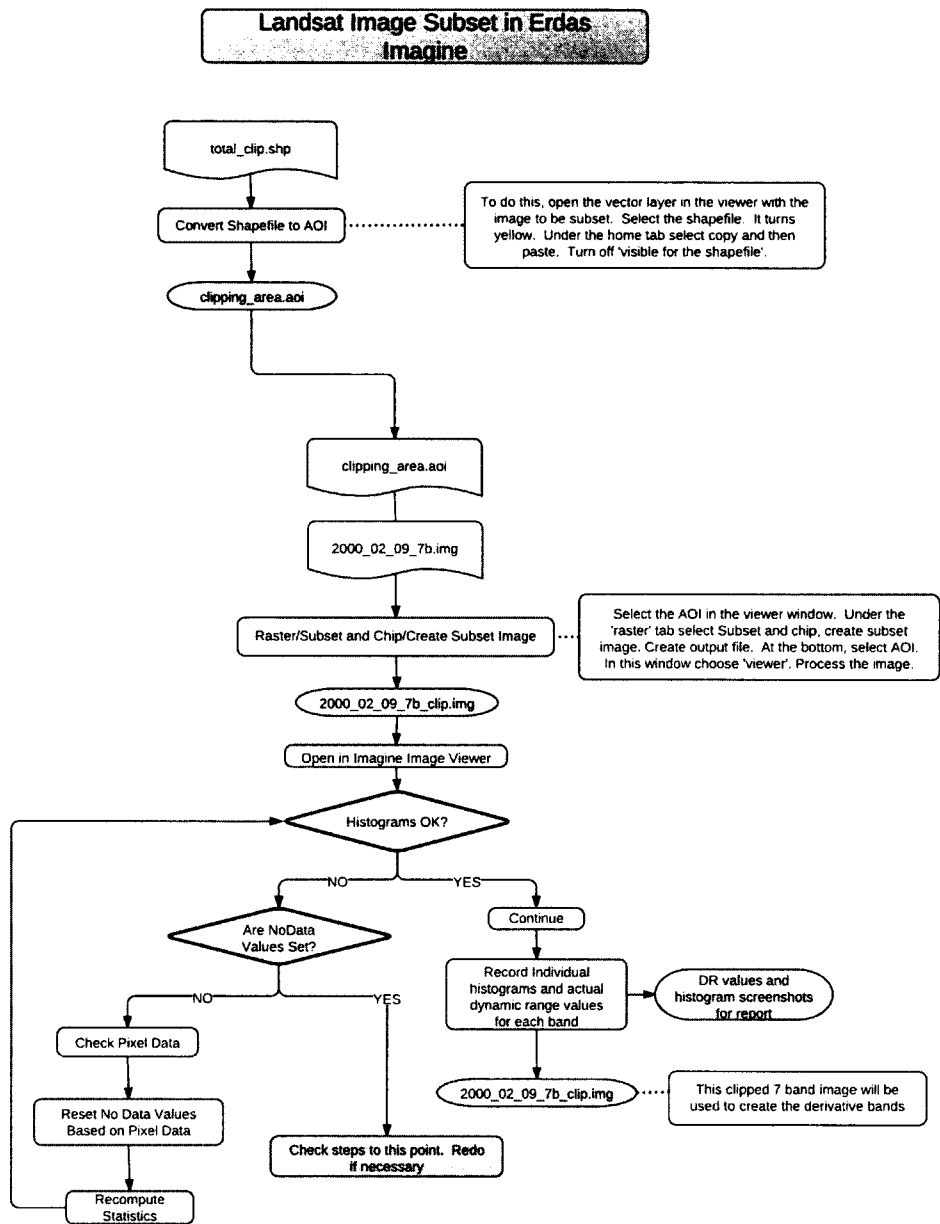 Landsat Image Subset in Erdas
Imagine
total_clip.shp
Convert Shapefile to AOI
To do this, open the vector layer in the viewer with the
image to be subset. Select the shapefile. It turns
yellow. Under the home tab select copy and then
paste. Turn off 'visible for the shapefile'.
clipping_area.aoi
clipping_area.aoi
2000_02_09_7b.img
Raster/Subset and Chip/Create Subset Image
Select the AOI in the viewer window. Under the
'raster' tab select Subset and chip, create subset
image. Create output file. At the bottom, select AOI.
In this window choose 'viewer'. Process the image.
2000_02_09_7b_clip.img
Open in Imagine Image Viewer
Histograms OK?
NO
YES
Are NoData
Values Set?
Continue
NO
YES
Record Individual
histograms and actual
dynamic range values
for each band
DR values and
histogram screenshots
for report
Check Pixel Data
Reset No Data Values
Based on Pixel Data
2000_02_09_7b_clip.img
This clipped 7 band image will be
used to create the derivative bands
Check steps to this point. Redo
if necessary
Recompute
Statistics